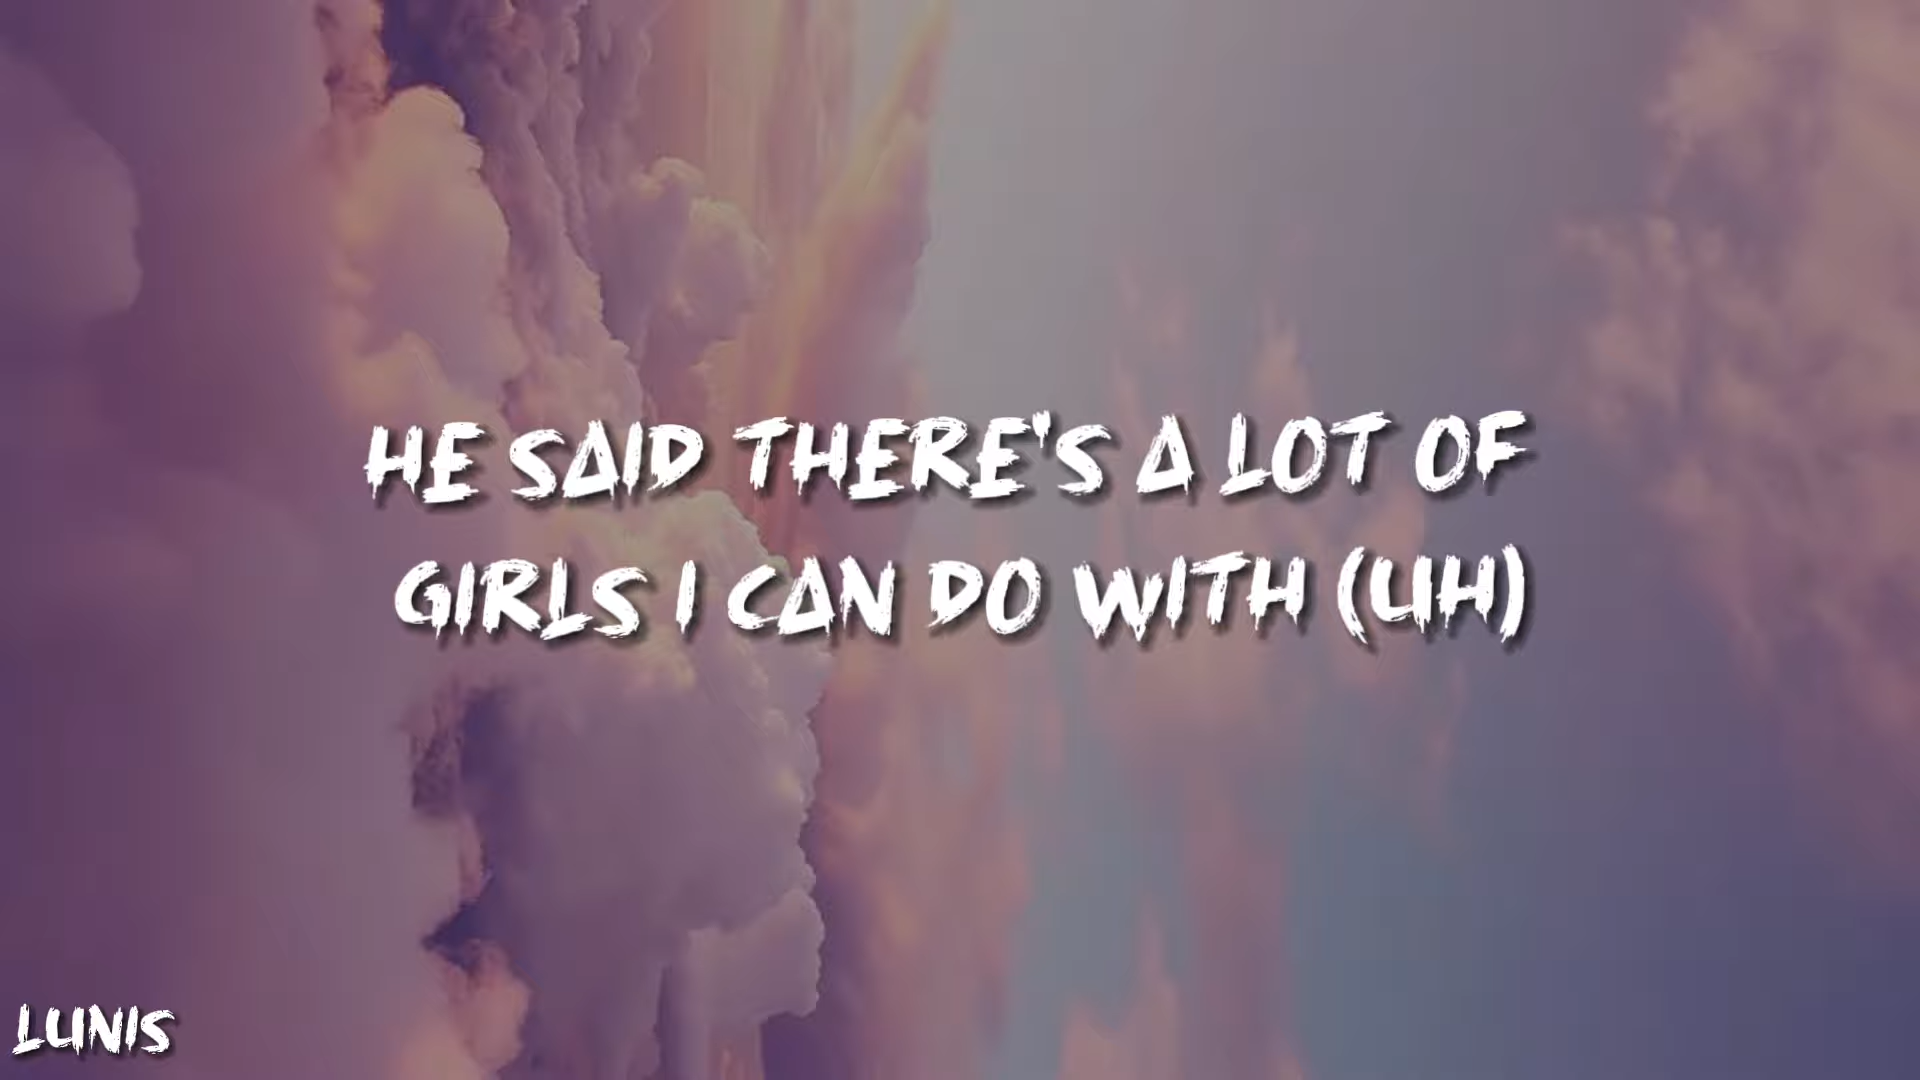 HE SAID THERE'S A LOT OF
GIRLS I CAN DO WITH (UH)
LUNIS